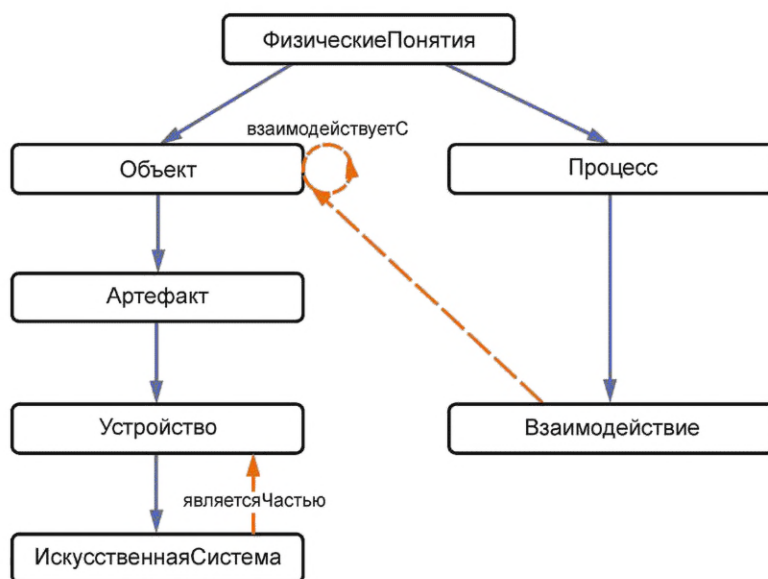 ФизическиеПонятия
взаимодействуетС
Объект
Процесс
Артефакт
Устройство
Взаимодействие
являетсяЧастью
ИскусственнаяСистема